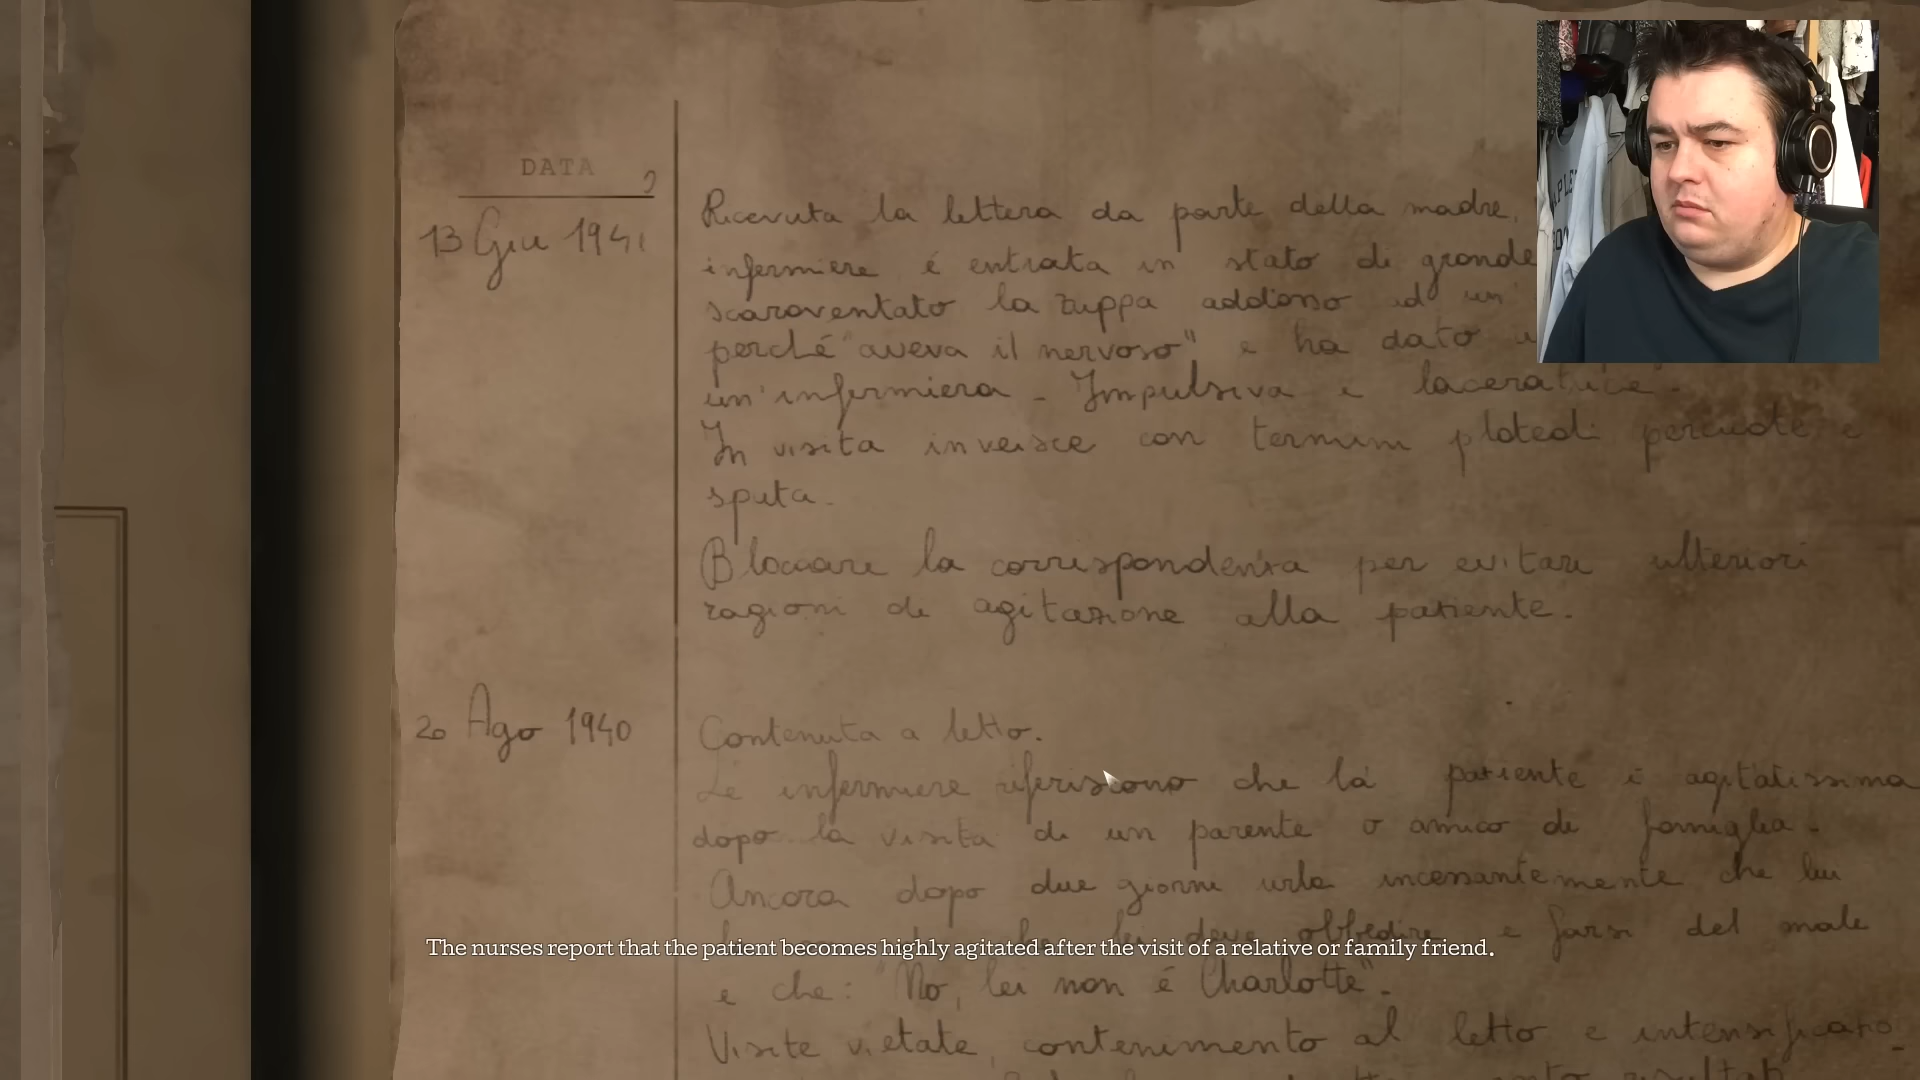 DATA
13 Giu 1941
Ricevuta la lettera da parte della madre,
infermiere é entrata in stato di grande
scaraventato la zuppa addosso ad un'
perché "aveva il nervoso" e ha dato
un'infermiera. Impulsiva e laceratrice.
In visita inveisce con termini plateali percuote e
sputa.
Bloccare la corrispondenza per evitare ulteriori
ragioni di agitazione alla paziente.
20 Ago 1940
Contenuta a letto.
Le infermiere riferiscono che la paziente è agitatissima
dopo la visita di un parente o amico di famiglia.
Ancora dopo due giorni urla incessantemente che lui
lei deve obbedire e farsi del male
The nurses report that the patient becomes highly agitated after the visit of a relative or family friend.
e che: "No, lei non é Charlotte".
Visite vietate, contenimento al letto e intensificano